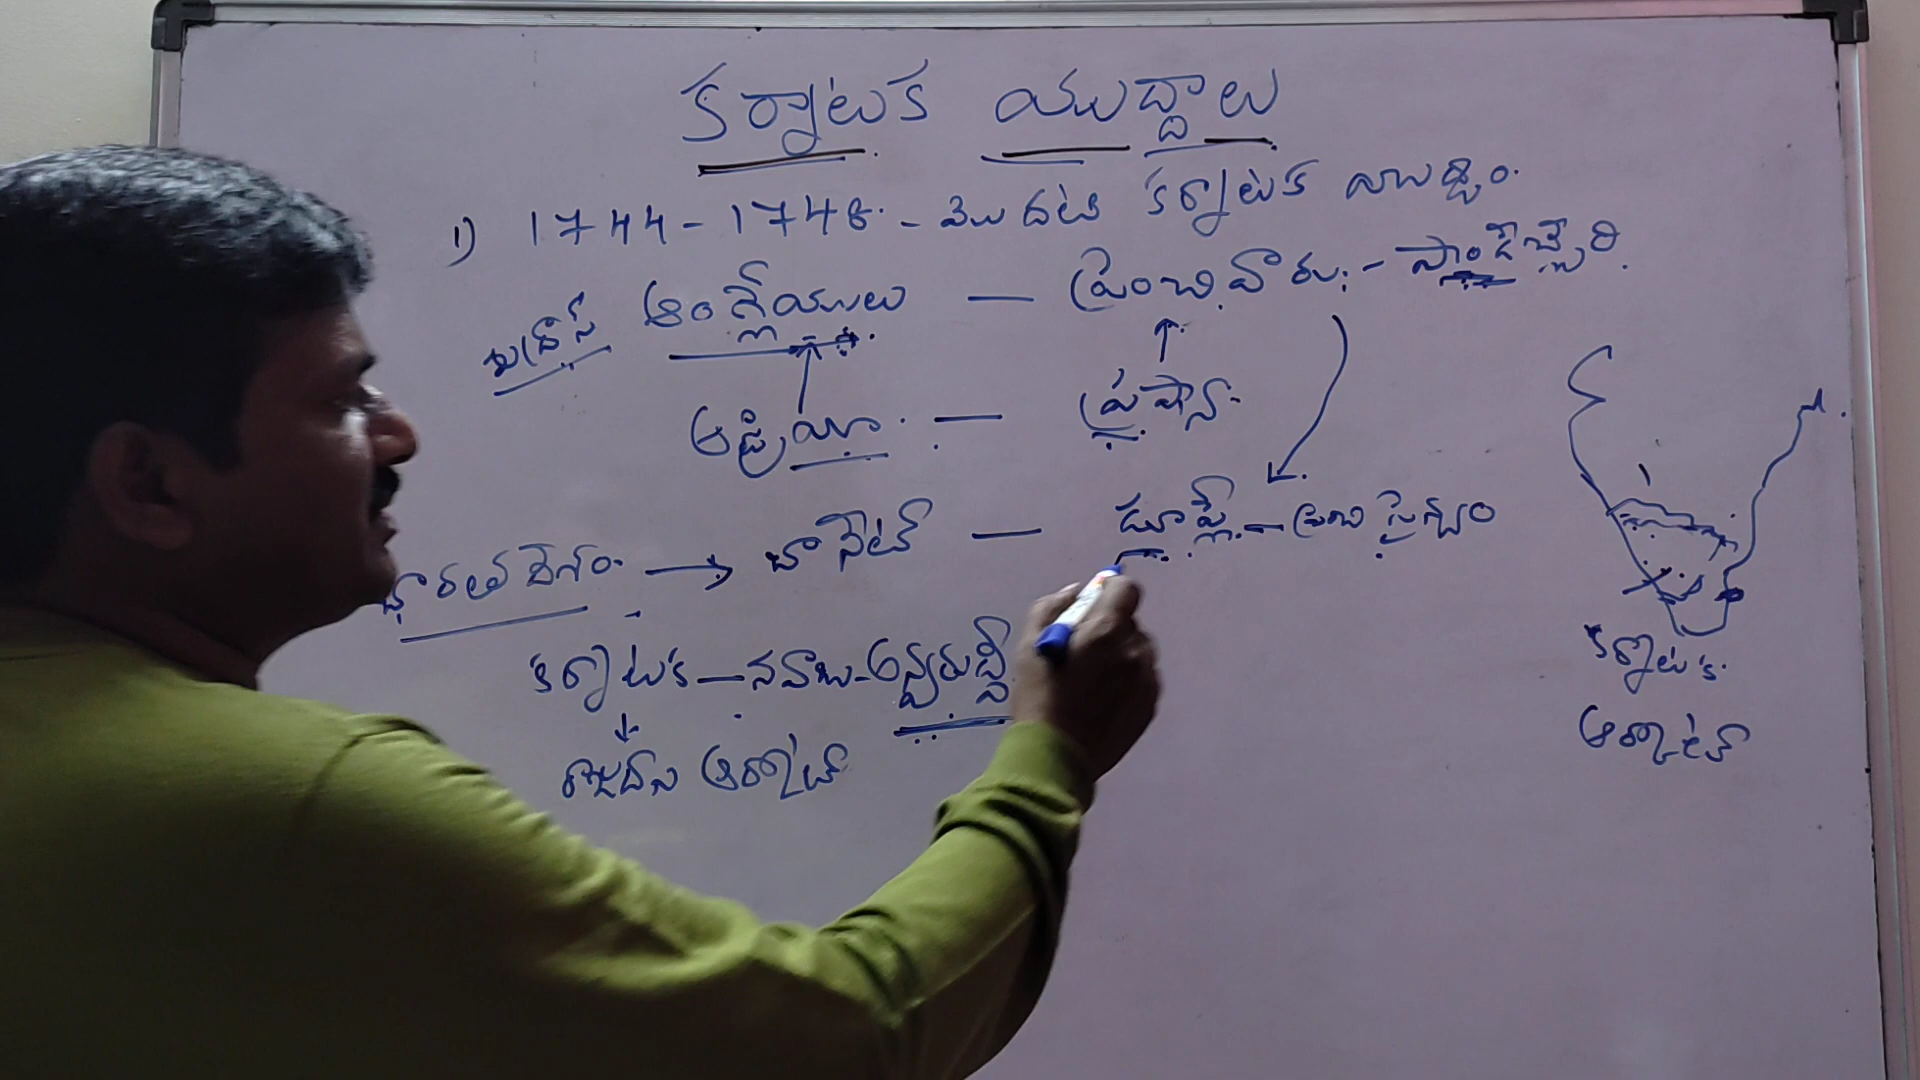 కర్నాటక యుద్దాలు
1) 1744-1748. - మొదటి కర్నాటక యుద్ధం.
మద్రాస్ ఆంగ్లేయులు — ఫ్రెంచి వారు. - పాండిచ్చేరి.
ఆస్ట్రియా. — ప్రషాన్.
భారతదేశం. → బార్నెట్ — డూప్లే - ఫ్రెంచి సైన్యం
కర్నాటక — నవాబు - అన్వరుద్దీన్
రాజధాని ఆర్కాట్
కర్నాటక.
ఆర్కాట్